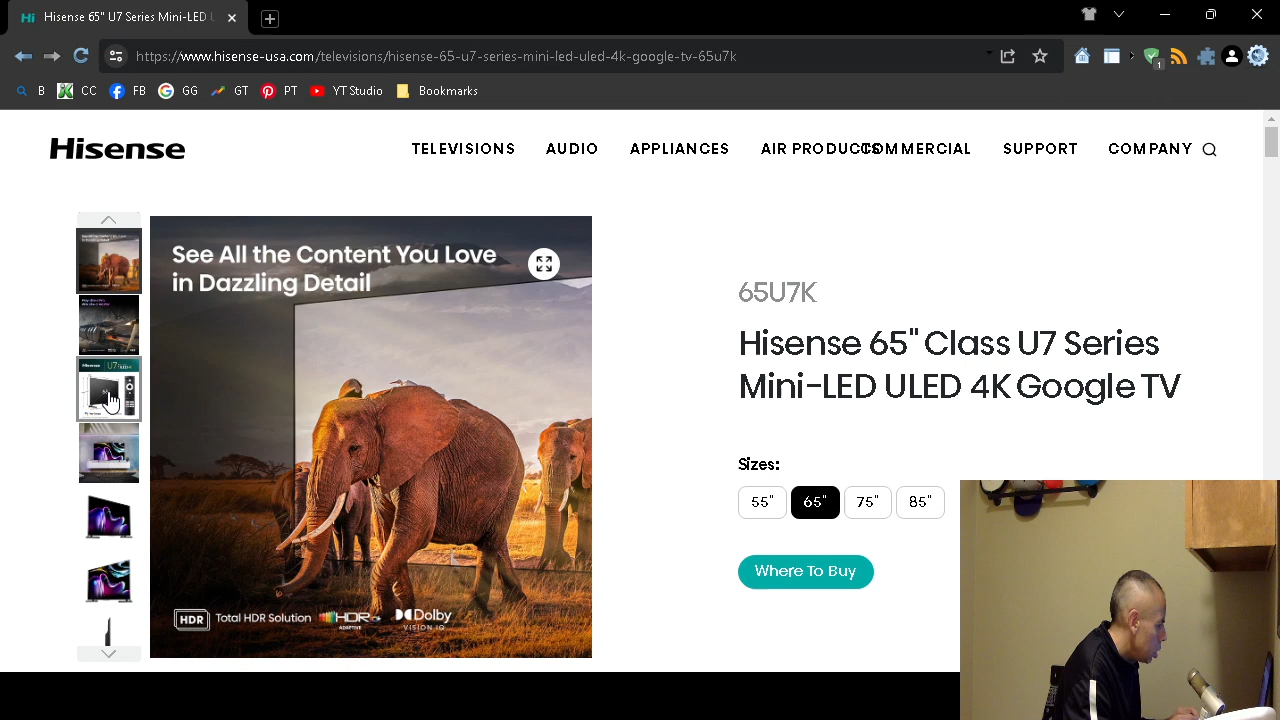 Hisense 65" U7 Series Mini-LED U
https://www.hisense-usa.com/televisions/hisense-65-u7-series-mini-led-uled-4k-google-tv-65u7k
1
B CC FB GG GT PT YT Studio Bookmarks
Hisense
TELEVISIONS AUDIO APPLIANCES AIR PRODUCTS COMMERCIAL SUPPORT COMPANY
See All the Content You Love
in Dazzling Detail
65U7K
Hisense 65" Class U7 Series
Mini-LED ULED 4K Google TV
Sizes:
55" 65" 75" 85"
Where To Buy
HDR Total HDR Solution HDR ADAPTIVE Dolby
VISION IQ